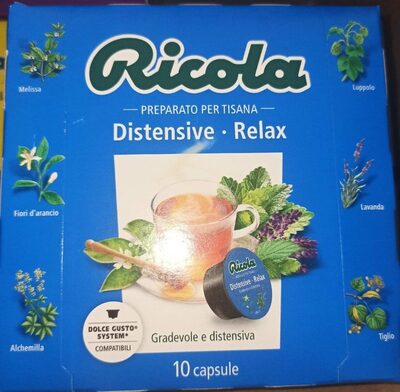 Ricola
PREPARATO PER TISANA
Distensive · Relax
Melissa
Luppolo
Fiori d'arancio
Lavanda
Alchemilla
Tiglio
Ricola
Distensive · Relax
DOLCE GUSTO®
SYSTEM*
COMPATIBILI
Gradevole e distensiva
10 capsule